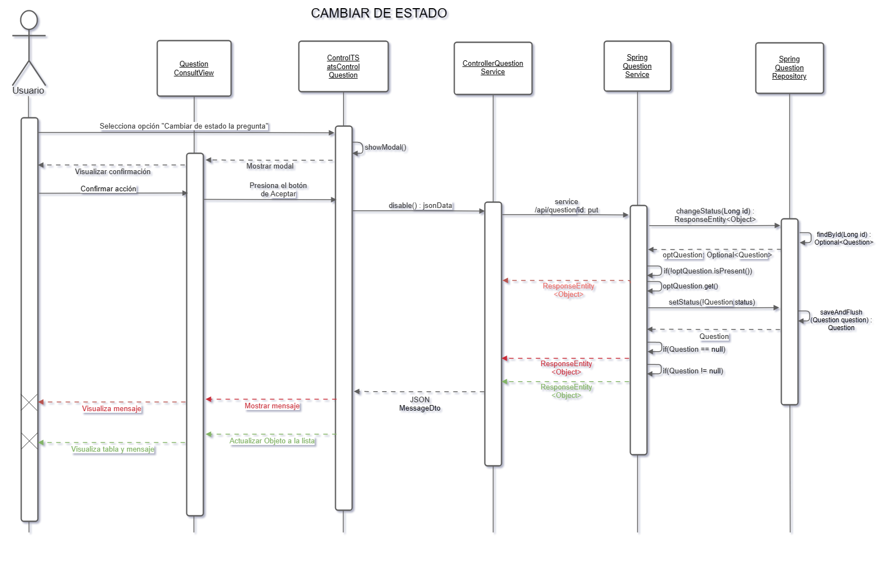 CAMBIAR DE ESTADO
Usuario
Question
ConsultView
ControlTS
atsControl
Question
ControllerQuestion
Service
Spring
Question
Service
Spring
Question
Repository
Selecciona opción "Cambiar de estado la pregunta")
showModal()
Mostrar modal
Visualizar confirmación
Confirmar acción
Presiona el botón
de Aceptar
disable() : jsonData
service
/api/question/id: put
changeStatus(Long id) :
ResponseEntity<Object>
findById(Long id) :
Optional<Question>
optQuestion: Optional<Question>
if(!optQuestion.isPresent())
ResponseEntity
<Object>
optQuestion.get()
setStatus(!Question.status)
saveAndFlush
(Question question) :
Question
Question
if(Question == null)
ResponseEntity
<Object>
if(Question != null)
ResponseEntity
<Object>
JSON
MessageDto
Mostrar mensaje
Visualiza mensaje
Actualizar Objeto a la lista
Visualiza tabla y mensaje